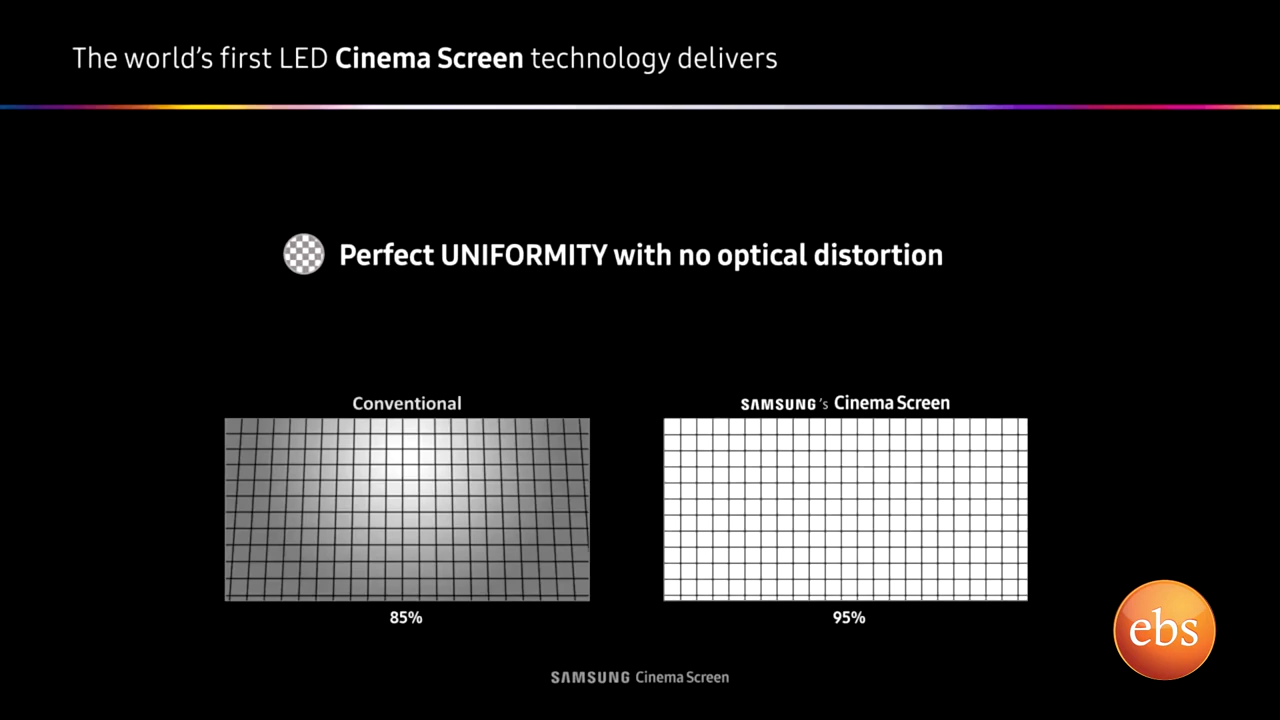 The world's first LED Cinema Screen technology delivers
Perfect UNIFORMITY with no optical distortion
Conventional
SAMSUNG's Cinema Screen
85%
95%
ebs
SAMSUNG Cinema Screen